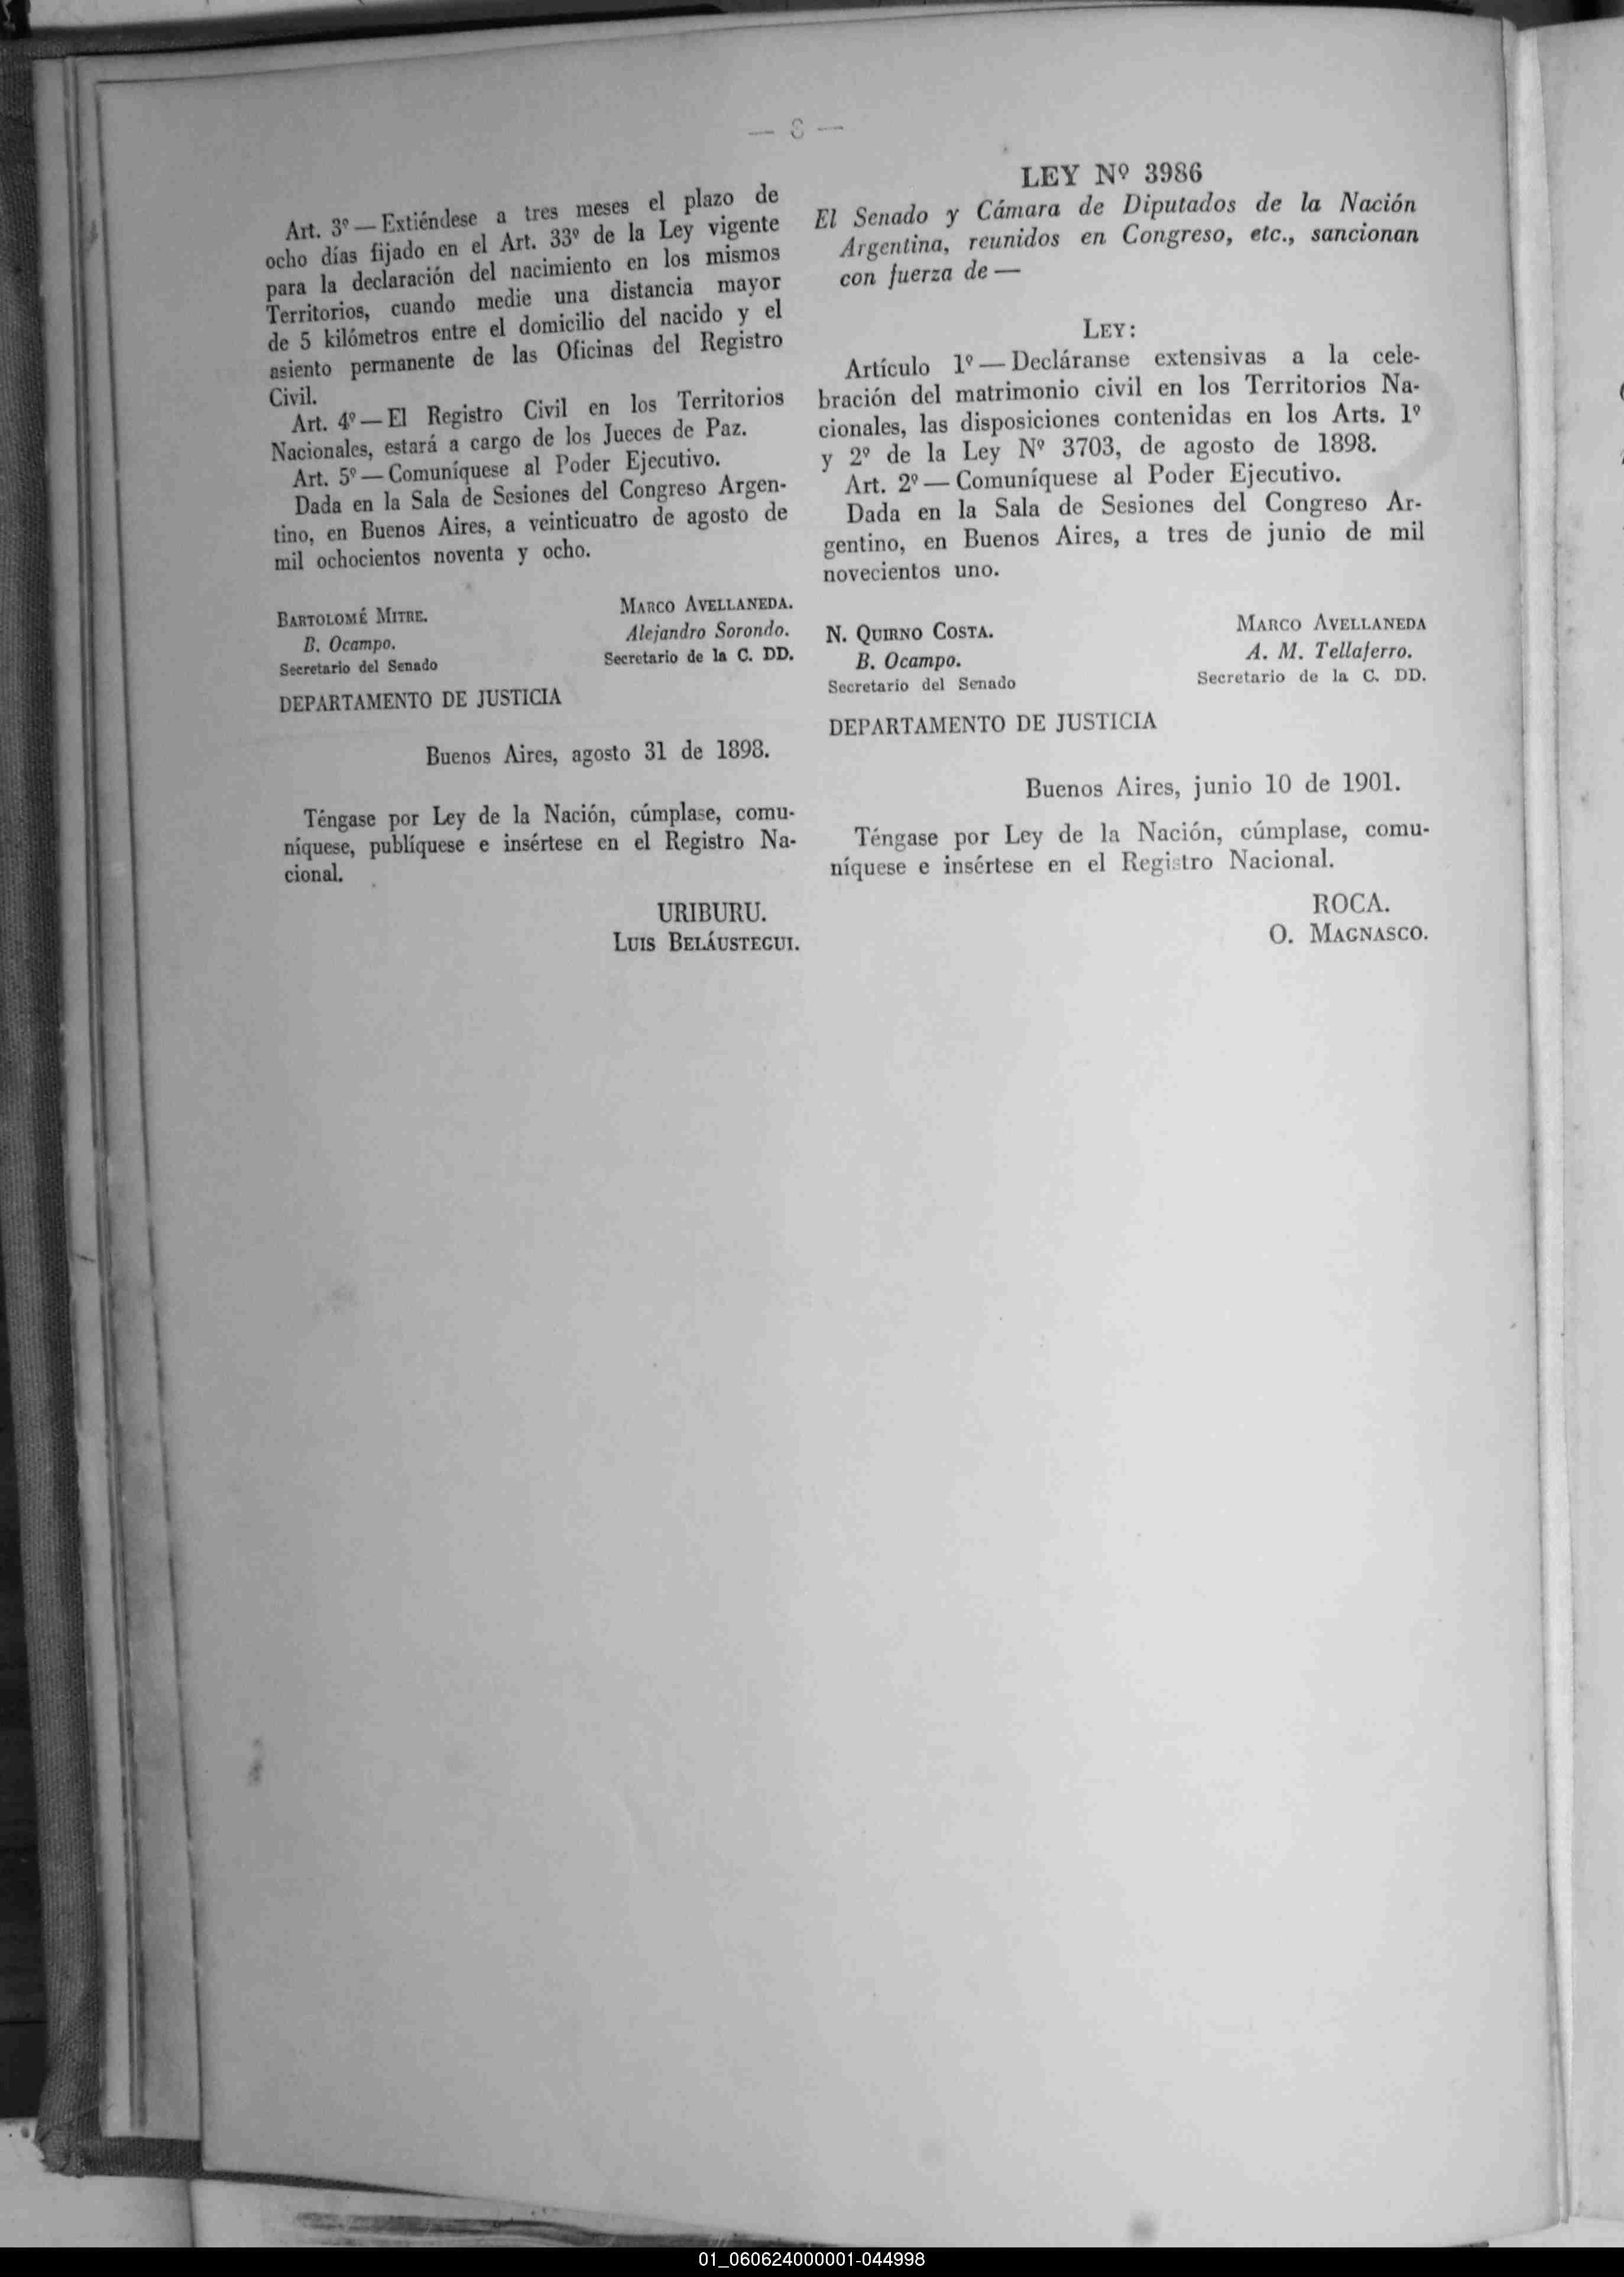 — 8 —
Art. 3º — Extiéndese a tres meses el plazo de
ocho días fijado en el Art. 33º de la Ley vigente
para la declaración del nacimiento en los mismos
Territorios, cuando medie una distancia mayor
de 5 kilómetros entre el domicilio del nacido y el
asiento permanente de las Oficinas del Registro
Civil.
Art. 4º — El Registro Civil en los Territorios
Nacionales, estará a cargo de los Jueces de Paz.
Art. 5º — Comuníquese al Poder Ejecutivo.
Dada en la Sala de Sesiones del Congreso Argen-
tino, en Buenos Aires, a veinticuatro de agosto de
mil ochocientos noventa y ocho.
BARTOLOMÉ MITRE. MARCO AVELLANEDA.
B. Ocampo. Alejandro Sorondo.
Secretario del Senado Secretario de la C. DD.
DEPARTAMENTO DE JUSTICIA
Buenos Aires, agosto 31 de 1898.
Téngase por Ley de la Nación, cúmplase, comu-
níquese, publíquese e insértese en el Registro Na-
cional.
URIBURU.
LUIS BELÁUSTEGUI.
LEY Nº 3986
El Senado y Cámara de Diputados de la Nación
Argentina, reunidos en Congreso, etc., sancionan
con fuerza de —
LEY:
Artículo 1º — Decláranse extensivas a la cele-
bración del matrimonio civil en los Territorios Na-
cionales, las disposiciones contenidas en los Arts. 1º
y 2º de la Ley Nº 3703, de agosto de 1898.
Art. 2º — Comuníquese al Poder Ejecutivo.
Dada en la Sala de Sesiones del Congreso Ar-
gentino, en Buenos Aires, a tres de junio de mil
novecientos uno.
N. QUIRNO COSTA. MARCO AVELLANEDA
B. Ocampo. A. M. Tellaferro.
Secretario del Senado Secretario de la C. DD.
DEPARTAMENTO DE JUSTICIA
Buenos Aires, junio 10 de 1901.
Téngase por Ley de la Nación, cúmplase, comu-
níquese e insértese en el Registro Nacional.
ROCA.
O. MAGNASCO.
01_060624000001-044998